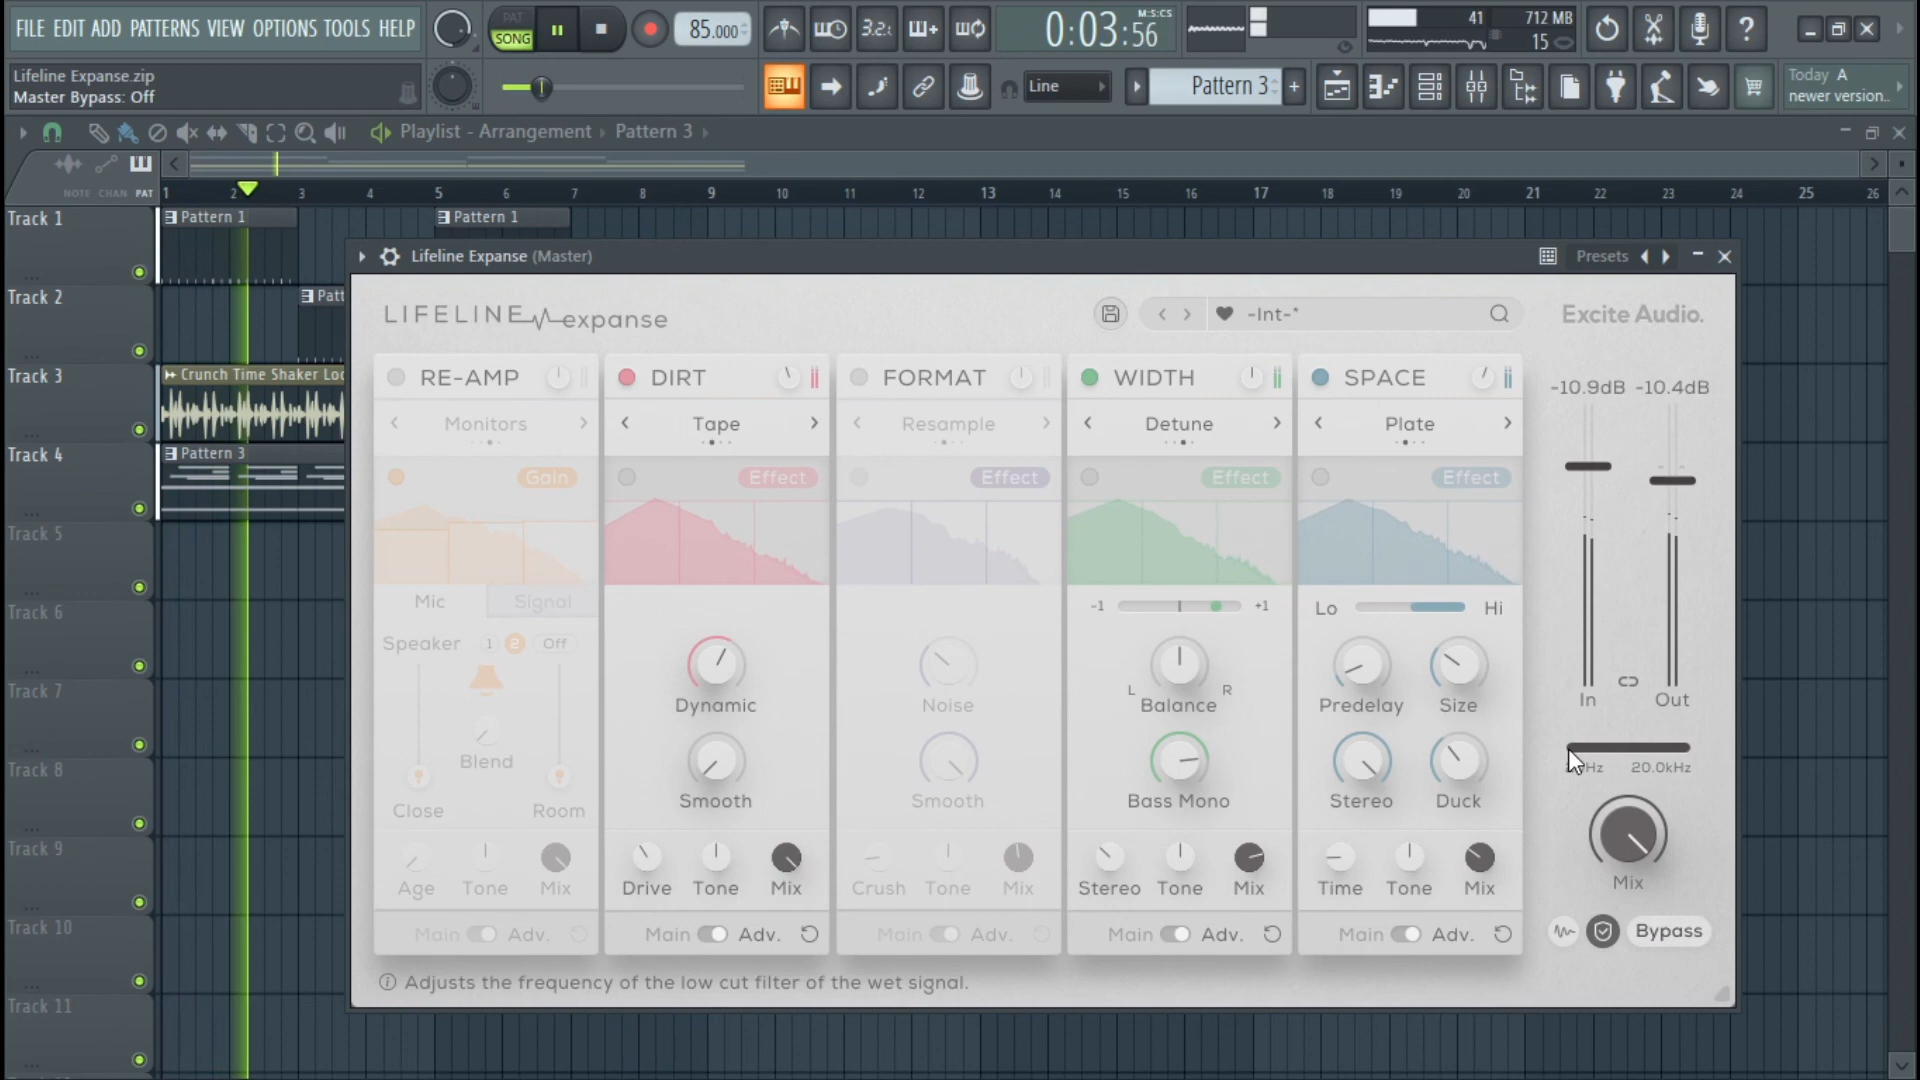 FILE EDIT ADD PATTERNS VIEW OPTIONS TOOLS HELP
PAT
SONG
85.000
3.2.
0:03:56
M:S:CS
41
712 MB
15
Lifeline Expanse.zip
Master Bypass: Off
Line
Pattern 3
+
Today A
newer version..
Playlist - Arrangement › Pattern 3 ›
NOTE CHAN PAT
1 2 3 4 5 6 7 8 9 10 11 12 13 14 15 16 17 18 19 20 21 22 23 24 25 26
Track 1
Pattern 1
Pattern 1
Track 2
Patt
Track 3
Crunch Time Shaker Loo
Track 4
Pattern 3
Track 5
Track 6
Track 7
Track 8
Track 9
Track 10
Track 11
Lifeline Expanse (Master)
Presets
LIFELINE expanse
-Int-*
Excite Audio.
RE-AMP
DIRT
FORMAT
WIDTH
SPACE
-10.9dB -10.4dB
Monitors
Tape
Resample
Detune
Plate
Gain
Effect
Effect
Effect
Effect
Mic
Signal
-1
+1
Lo
Hi
Speaker 1 2 Off
Dynamic
Noise
L
R
Balance
Predelay
Size
In
Out
Blend
Hz
20.0kHz
Close
Room
Smooth
Smooth
Bass Mono
Stereo
Duck
Age Tone Mix
Drive Tone Mix
Crush Tone Mix
Stereo Tone Mix
Time Tone Mix
Mix
Main Adv.
Main Adv.
Main Adv.
Main Adv.
Main Adv.
Bypass
Adjusts the frequency of the low cut filter of the wet signal.